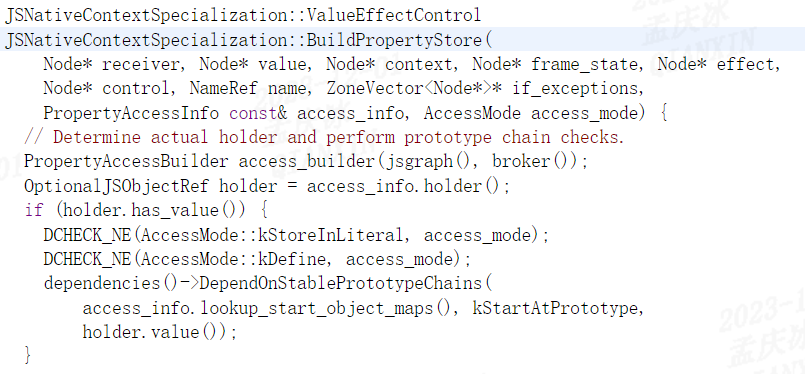 JSNativeContextSpecialization::ValueEffectControl
JSNativeContextSpecialization::BuildPropertyStore(
    Node* receiver, Node* value, Node* context, Node* frame_state, Node* effect,
    Node* control, NameRef name, ZoneVector<Node*>* if_exceptions,
    PropertyAccessInfo const& access_info, AccessMode access_mode) {
  // Determine actual holder and perform prototype chain checks.
  PropertyAccessBuilder access_builder(jsgraph(), broker());
  OptionalJSObjectRef holder = access_info.holder();
  if (holder.has_value()) {
    DCHECK_NE(AccessMode::kStoreInLiteral, access_mode);
    DCHECK_NE(AccessMode::kDefine, access_mode);
    dependencies()->DependOnStablePrototypeChains(
        access_info.lookup_start_object_maps(), kStartAtPrototype,
        holder.value());
  }